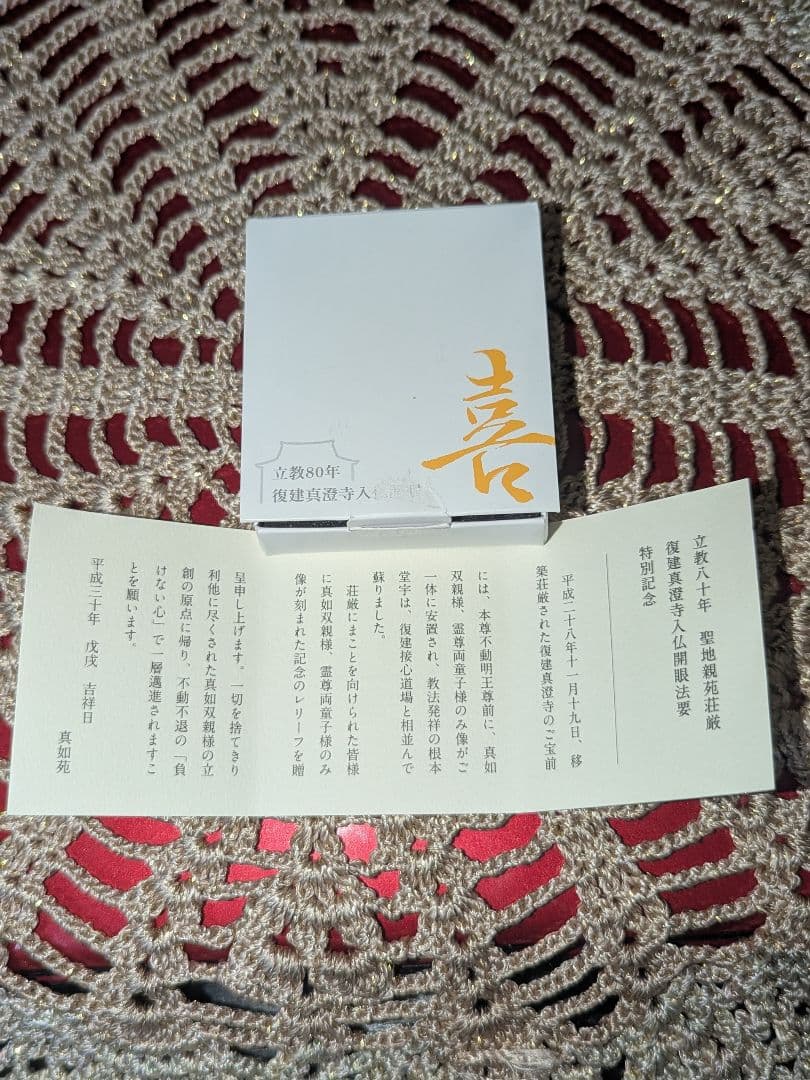 喜
立教80年
復建真澄寺入仏
立教八十年　聖地親苑荘厳
復建真澄寺入仏開眼法要
特別記念
平成二十八年十一月十九日、移
築荘厳された復建真澄寺のご宝前
には、本尊不動明王尊前に、真如
双親様、霊尊両童子様のみ像がご
一体に安置され、教法発祥の根本
堂宇は、復建接心道場と相並んで
蘇りました。
荘厳にまことを向けられた皆様
に真如双親様、霊尊両童子様のみ
像が刻まれた記念のレリーフを贈
呈申し上げます。一切を捨てきり
利他に尽くされた真如双親様の立
創の原点に帰り、不動不退の「負
けない心」で一層邁進されますこ
とを願います。
平成三十年　戊戌　吉祥日
真如苑